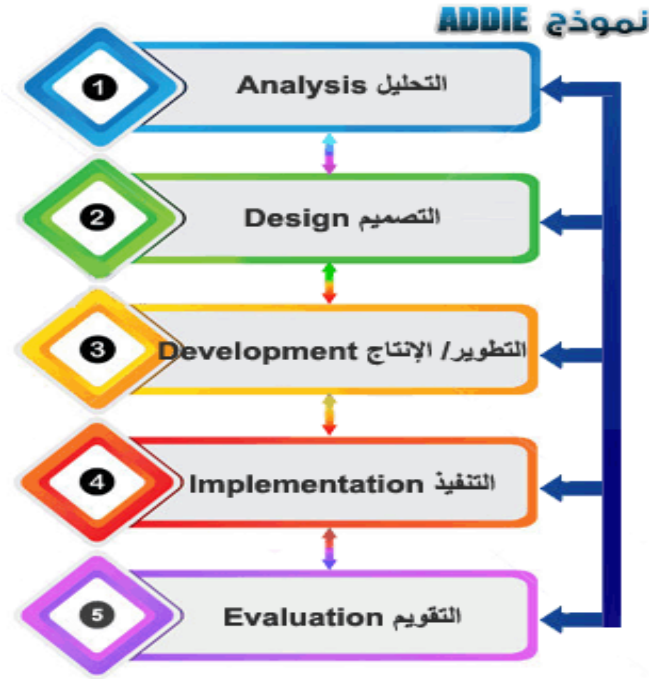 نموذج ADDIE
1
التحليل Analysis
2
التصميم Design
3
التطوير/ الإنتاج Development
4
التنفيذ Implementation
5
التقويم Evaluation